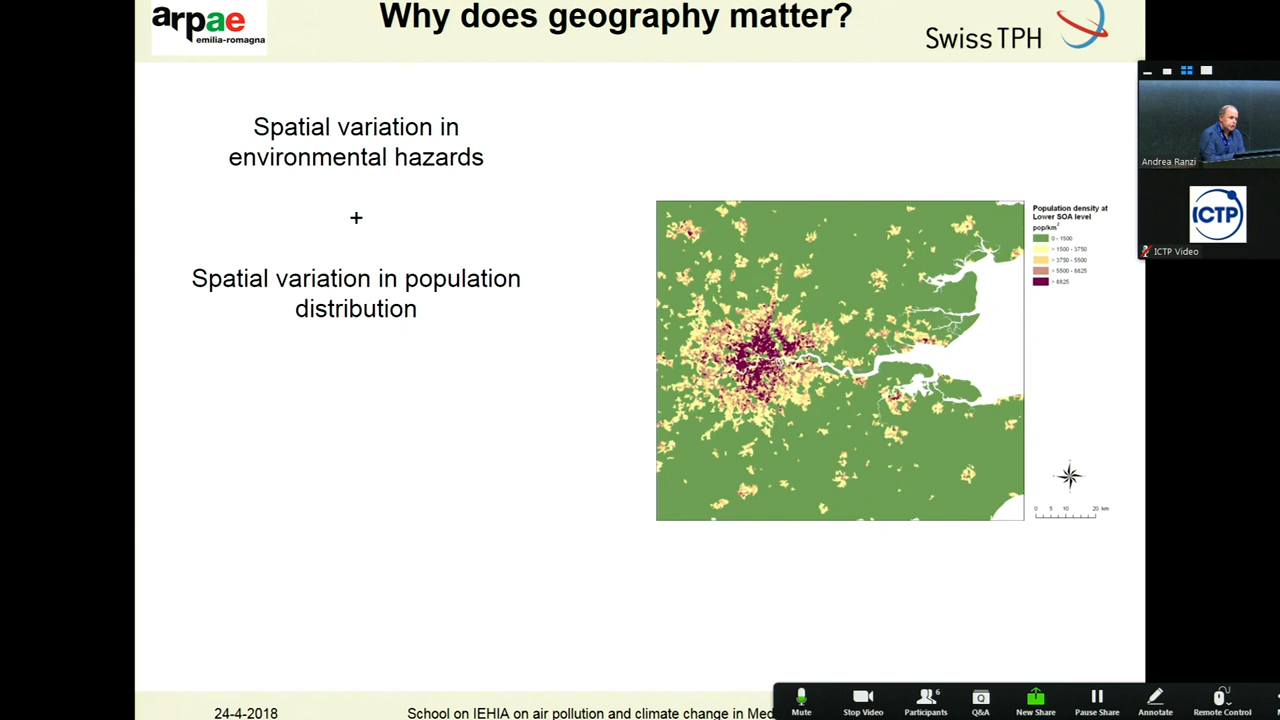 arpae
emilia-romagna
Why does geography matter?
Swiss TPH
Spatial variation in
environmental hazards
+
Spatial variation in population
distribution
Population density at
Lower SOA level
pop/km²
0 - 1500
> 1500 - 3750
> 3750 - 5500
> 5500 - 8825
> 8825
0 5 10 20 km
Andrea Ranzi
ICTP
ICTP Video
24-4-2018
School on IEHIA on air pollution and climate change in Med
Mute
Stop Video
Participants
6
Q&A
New Share
Pause Share
Annotate
Remote Control